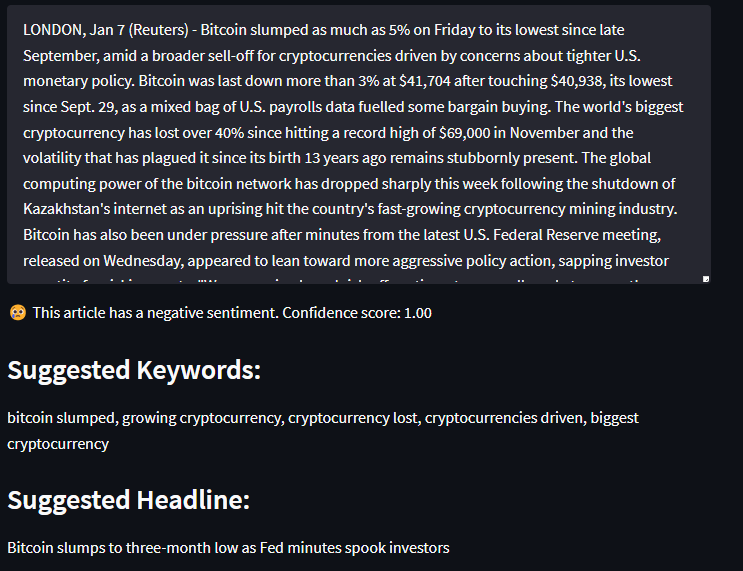 LONDON, Jan 7 (Reuters) - Bitcoin slumped as much as 5% on Friday to its lowest since late
September, amid a broader sell-off for cryptocurrencies driven by concerns about tighter U.S.
monetary policy. Bitcoin was last down more than 3% at $41,704 after touching $40,938, its lowest
since Sept. 29, as a mixed bag of U.S. payrolls data fuelled some bargain buying. The world's biggest
cryptocurrency has lost over 40% since hitting a record high of $69,000 in November and the
volatility that has plagued it since its birth 13 years ago remains stubbornly present. The global
computing power of the bitcoin network has dropped sharply this week following the shutdown of
Kazakhstan's internet as an uprising hit the country's fast-growing cryptocurrency mining industry.
Bitcoin has also been under pressure after minutes from the latest U.S. Federal Reserve meeting,
released on Wednesday, appeared to lean toward more aggressive policy action, sapping investor
This article has a negative sentiment. Confidence score: 1.00
Suggested Keywords:
bitcoin slumped, growing cryptocurrency, cryptocurrency lost, cryptocurrencies driven, biggest
cryptocurrency
Suggested Headline:
Bitcoin slumps to three-month low as Fed minutes spook investors